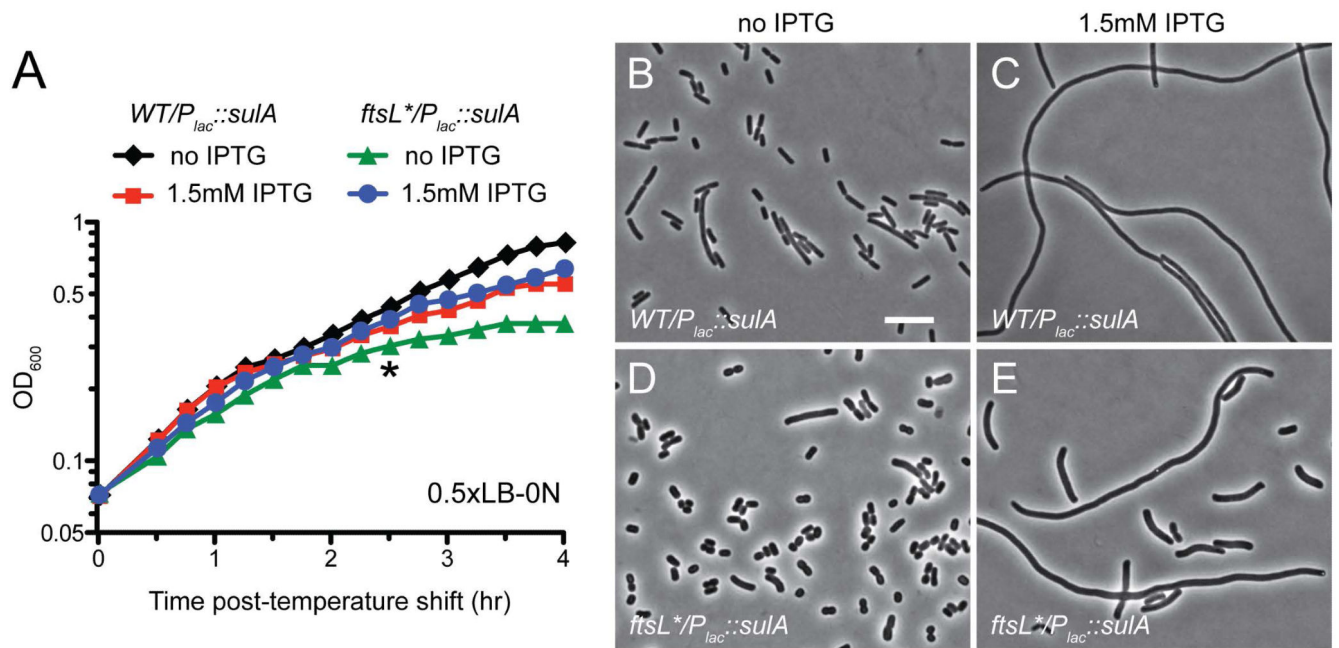 A
WT/Plac::sulA ftsL*/Plac::sulA
no IPTG no IPTG
1.5mM IPTG 1.5mM IPTG
OD600
1
0.5
0.1
0.05
*
0.5xLB-0N
0 1 2 3 4
Time post-temperature shift (hr)
no IPTG 1.5mM IPTG
B C
WT/Plac::sulA WT/Plac::sulA
D E
ftsL*/Plac::sulA ftsL*/Plac::sulA